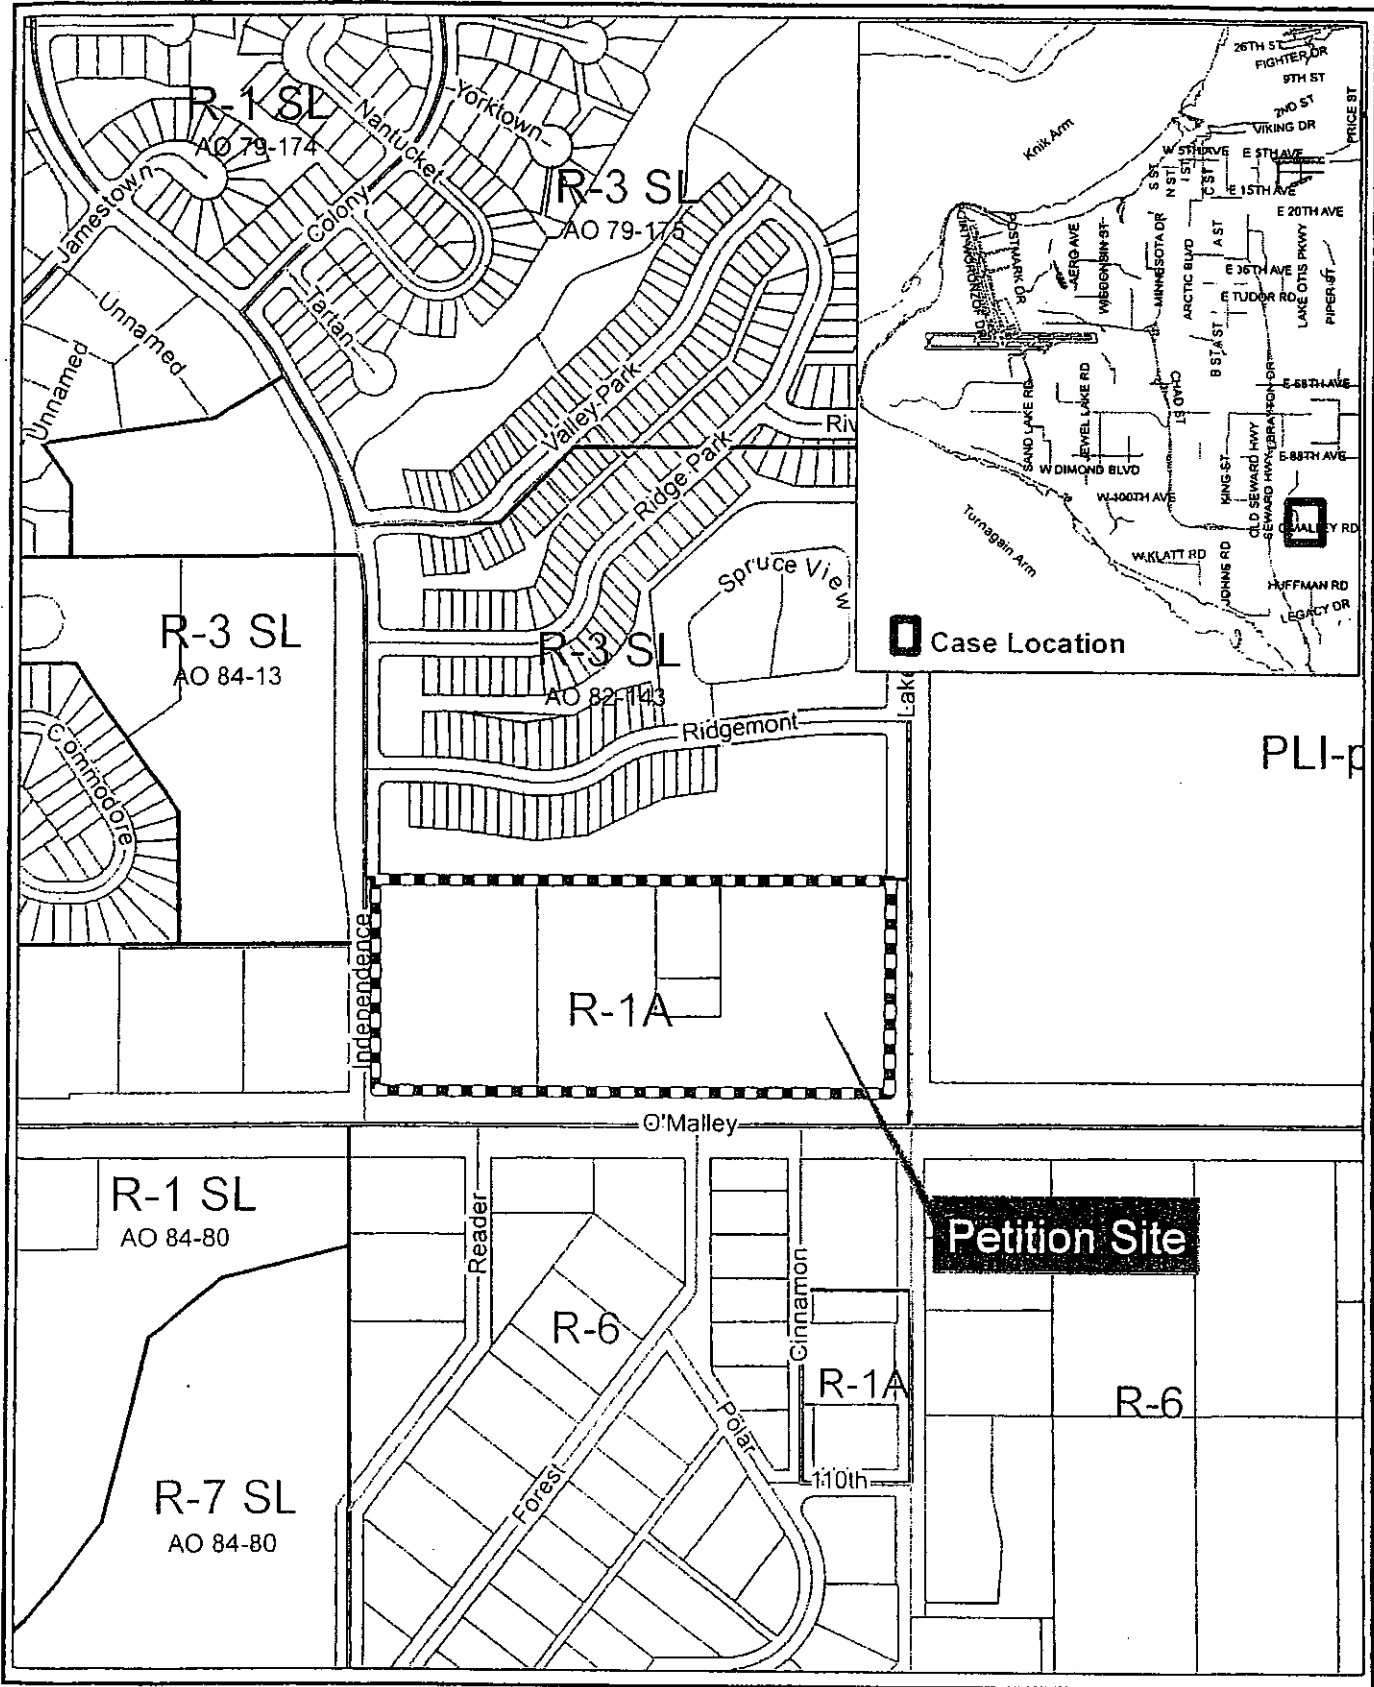 R-1 SL
AO 79-174
Nantucket
Yorktown
Jamestown
Colony
Tartan
Unnamed
Unnamed
R-3 SL
AO 79-175
Valley Park
Ridge Park
Riv
Spruce View
R-3 SL
AO 84-13
R-3 SL
AO 82-143
Ridgemont
Commodore
Lake
PLI-p
Independence
R-1A
O'Malley
Petition Site
R-1 SL
AO 84-80
Reader
R-6
Cinnamon
R-1A
R-6
Polar
110th
Forest
R-7 SL
AO 84-80
Knik Arm
26TH ST
FIGHTER DR
9TH ST
2ND ST
VIKING DR
PRICE ST
W 5TH AVE
E 5TH AVE
S ST
N ST
I ST
C ST
E 15TH AVE
E 20TH AVE
POSTMARK DR
AERO AVE
WISCONSIN ST
MINNESOTA DR
ARCTIC BLVD
A ST
E 36TH AVE
E TUDOR RD
LAKE OTIS PKWY
PIPER ST
B ST
A ST
SAND LAKE RD
JEWEL LAKE RD
CHAD ST
E 68TH AVE
W DIMOND BLVD
KING ST
OLD SEWARD HWY
SEWARD HWY
BRAYTON DR
E 88TH AVE
W 100TH AVE
O'MALLEY RD
Turnagain Arm
W KLATT RD
JOHNS RD
HUFFMAN RD
LEGACY DR
Case Location